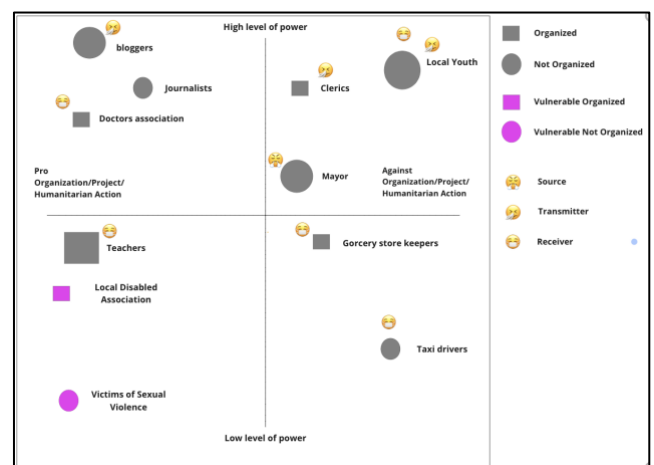 High level of power
bloggers
Local Youth
Journalists
Clerics
Doctors association
Pro
Organization/Project/
Humanitarian Action
Mayor
Against
Organization/Project/
Humanitarian Action
Teachers
Gorcery store keepers
Local Disabled
Association
Taxi drivers
Victims of Sexual
Violence
Low level of power
Organized
Not Organized
Vulnerable Organized
Vulnerable Not Organized
Source
Transmitter
Receiver